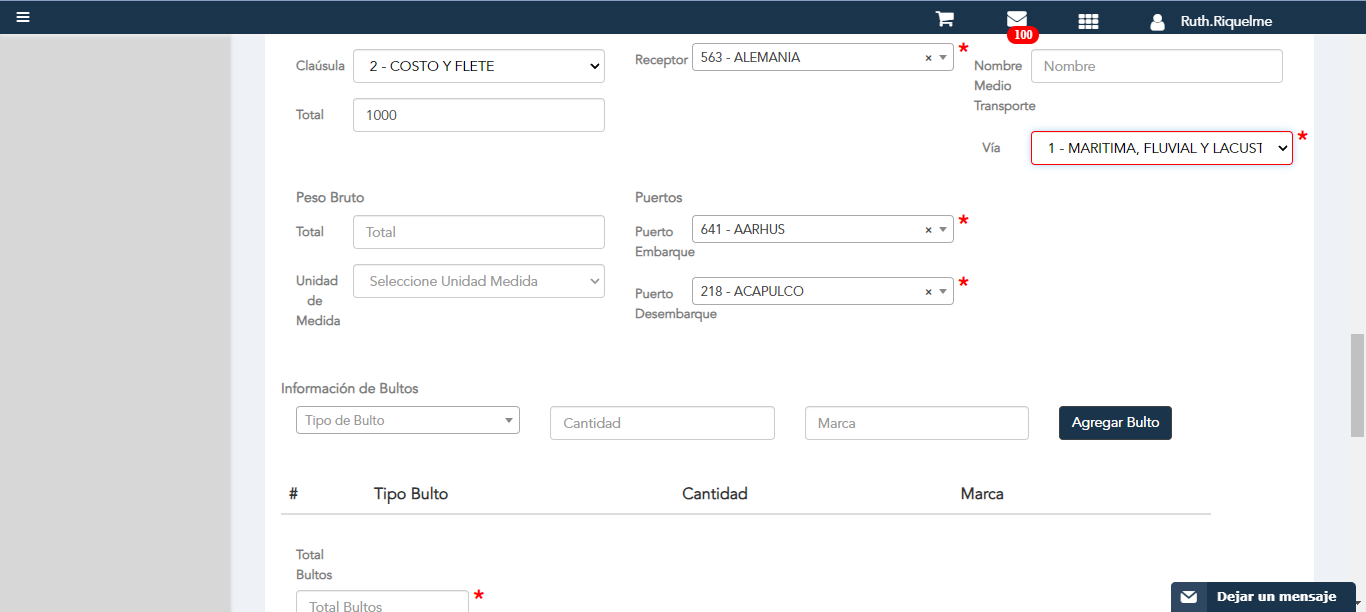 100
Ruth.Riquelme
Claúsula
2 - COSTO Y FLETE
Receptor
563 - ALEMANIA
×
*
Nombre
Medio
Transporte
Nombre
Total
1000
Vía
1 - MARITIMA, FLUVIAL Y LACUST
*
Peso Bruto
Puertos
Total
Total
Puerto
Embarque
641 - AARHUS
×
*
Unidad
de
Medida
Seleccione Unidad Medida
Puerto
Desembarque
218 - ACAPULCO
×
*
Información de Bultos
Tipo de Bulto
Cantidad
Marca
Agregar Bulto
# Tipo Bulto Cantidad Marca
Total
Bultos
Total Bultos
*
Dejar un mensaje